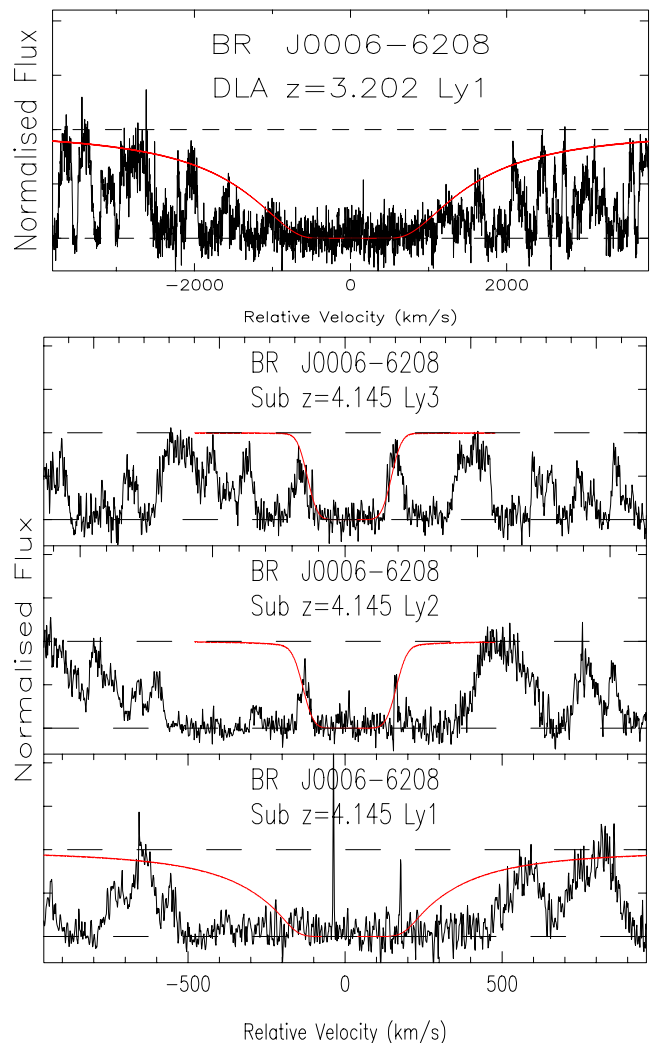 BR J0006-6208
DLA z=3.202 Ly1
Normalised Flux
-2000 0 2000
Relative Velocity (km/s)
BR J0006-6208
Sub z=4.145 Ly3
BR J0006-6208
Sub z=4.145 Ly2
Normalised Flux
BR J0006-6208
Sub z=4.145 Ly1
-500 0 500
Relative Velocity (km/s)